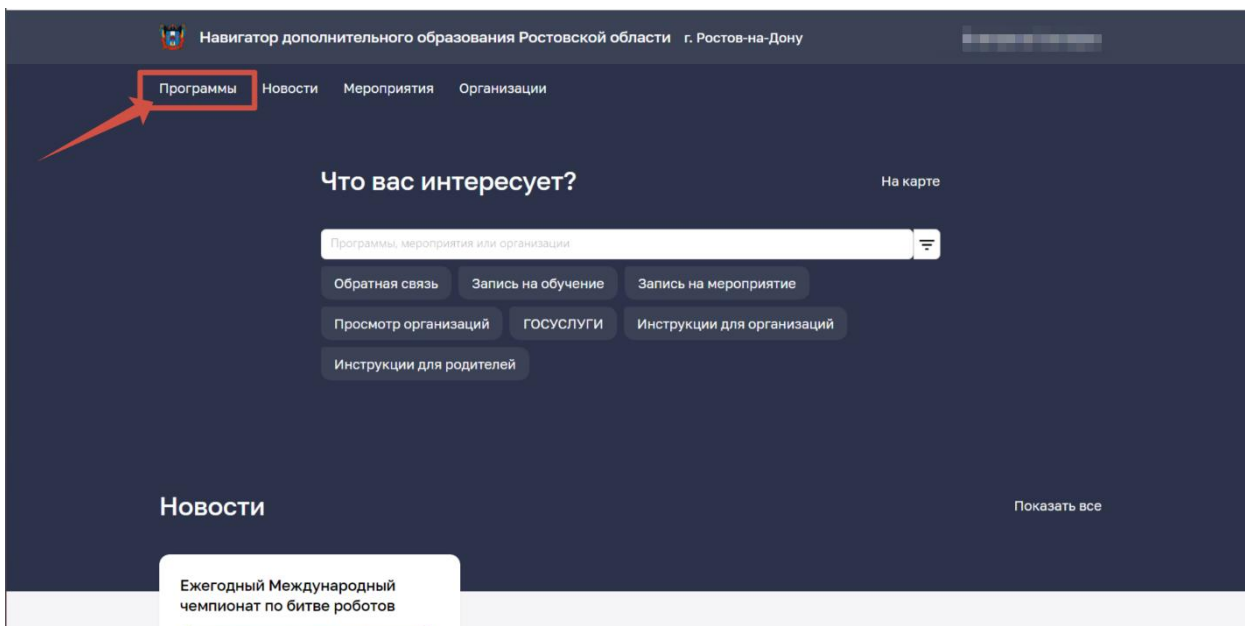 Навигатор дополнительного образования Ростовской области г. Ростов-на-Дону
Программы Новости Мероприятия Организации
Что вас интересует? На карте
Программы, мероприятия или организации
Обратная связь Запись на обучение Запись на мероприятие
Просмотр организаций ГОСУСЛУГИ Инструкции для организаций
Инструкции для родителей
Новости Показать все
Ежегодный Международный
чемпионат по битве роботов